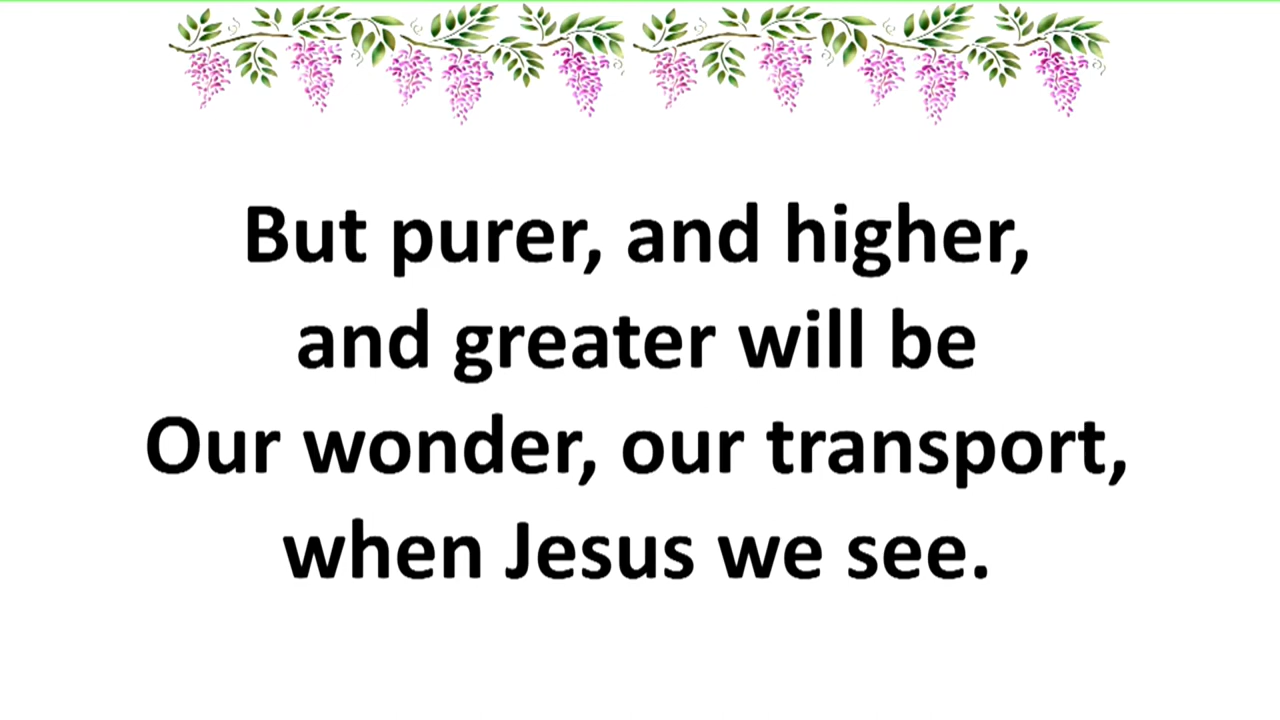 But purer, and higher,
and greater will be
Our wonder, our transport,
when Jesus we see.